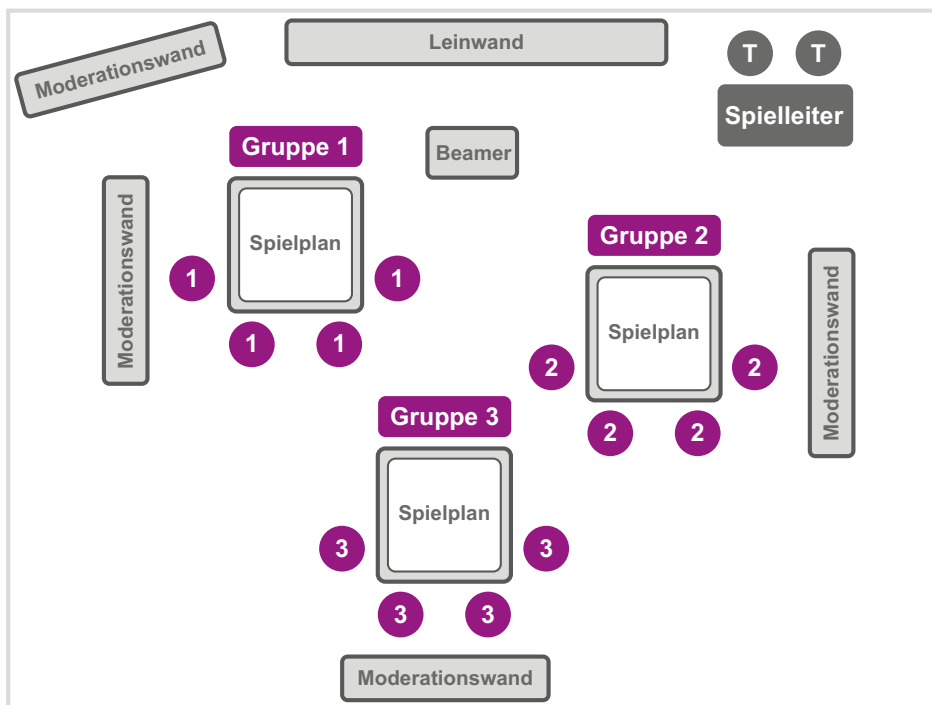 Moderationswand
Leinwand
T T
Spielleiter
Gruppe 1
Beamer
Moderationswand
Spielplan
1 1
1 1
Gruppe 2
Spielplan
Moderationswand
2 2
2 2
Gruppe 3
Spielplan
3 3
3 3
Moderationswand